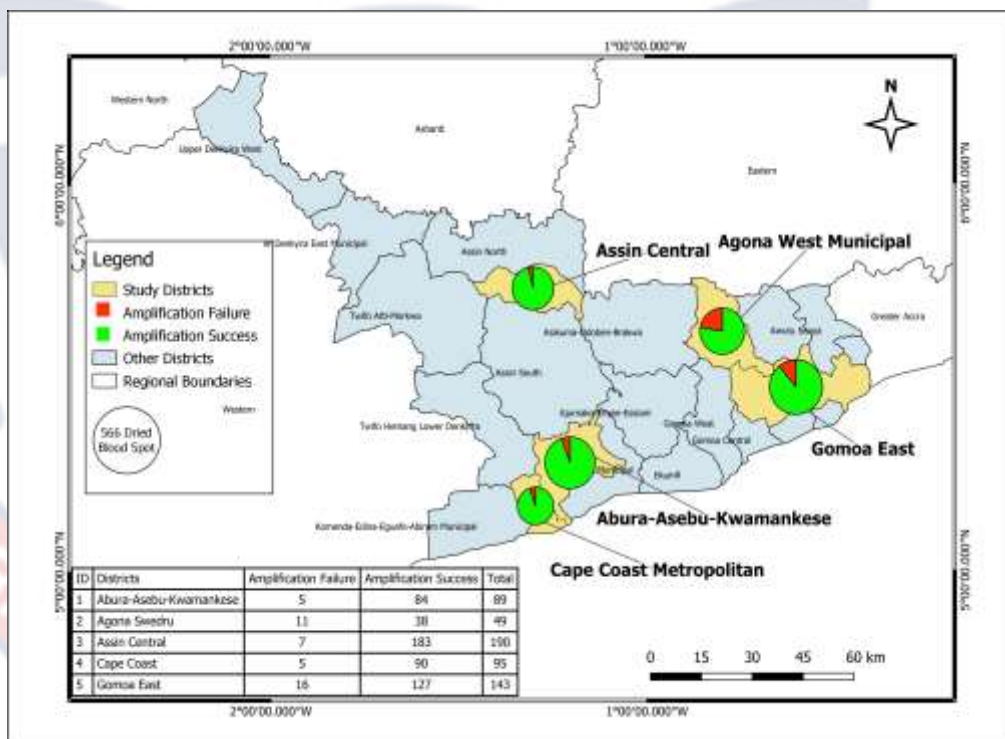 2°00'00.000"W 1°00'00.000"W
6°00'00.000"N
6°00'00.000"N
Western North
Ashanti
N
Eastern
Assin North
Assin Central
Agona West Municipal
Legend
Study Districts
Amplification Failure
Amplification Success
Other Districts
Regional Boundaries
566 Dried
Blood Spot
Greater Accra
Assin South
Western
Gomoa West
Gomoa Central
Ekumfi
Gomoa East
Abura-Asebu-Kwamankese
Cape Coast Metropolitan
5°00'00.000"N
5°00'00.000"N
ID Districts Amplification Failure Amplification Success Total
1 Abura-Asebu-Kwamankese 5 84 89
2 Agona Swedru 11 38 49
3 Assin Central 7 183 190
4 Cape Coast 5 90 95
5 Gomoa East 16 127 143
0 15 30 45 60 km
2°00'00.000"W 1°00'00.000"W